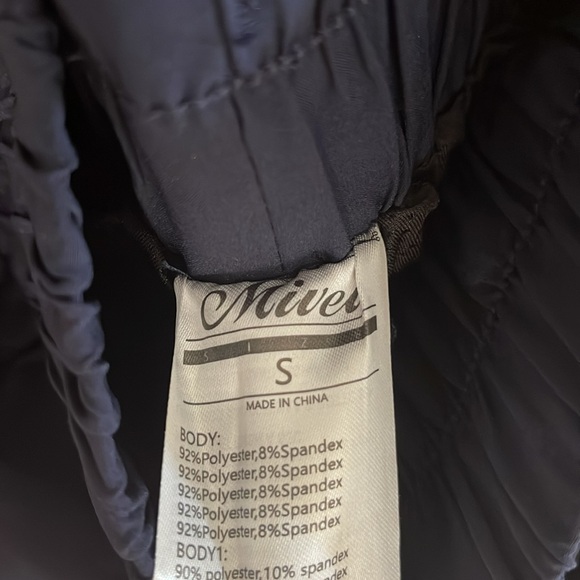 Mivei
S I Z
S
MADE IN CHINA
BODY:
92%Polyester,8%Spandex
92%Polyester,8%Spandex
92%Polyester,8%Spandex
92%Polyester,8%Spandex
92%Polyester,8%Spandex
BODY1:
90% polyester,10% spandex